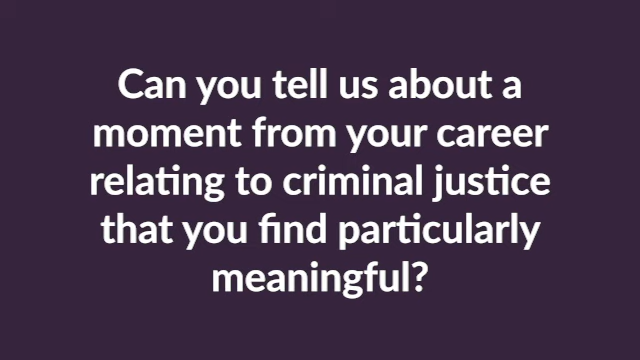 Can you tell us about a
moment from your career
relating to criminal justice
that you find particularly
meaningful?